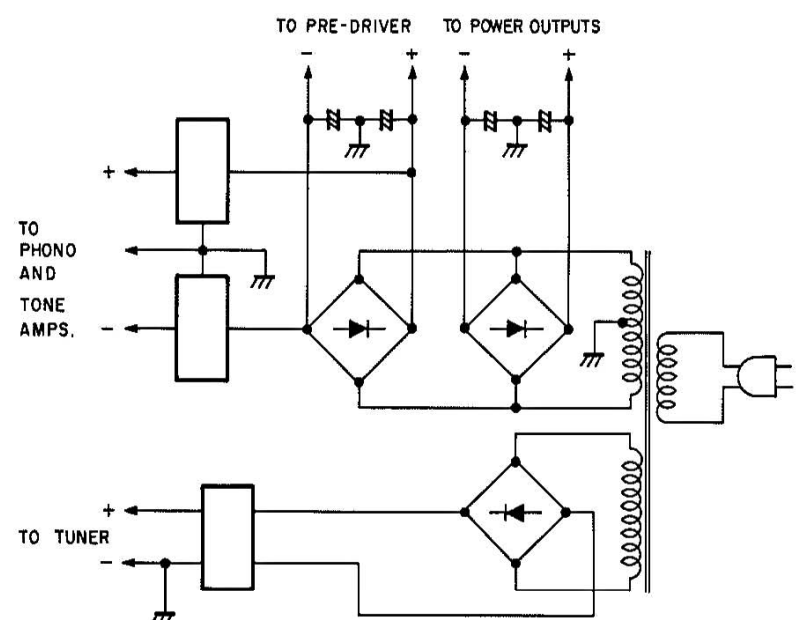 TO PRE-DRIVER TO POWER OUTPUTS
- + - +
+
TO
PHONO
AND
TONE
AMPS.
-
+
TO TUNER
-